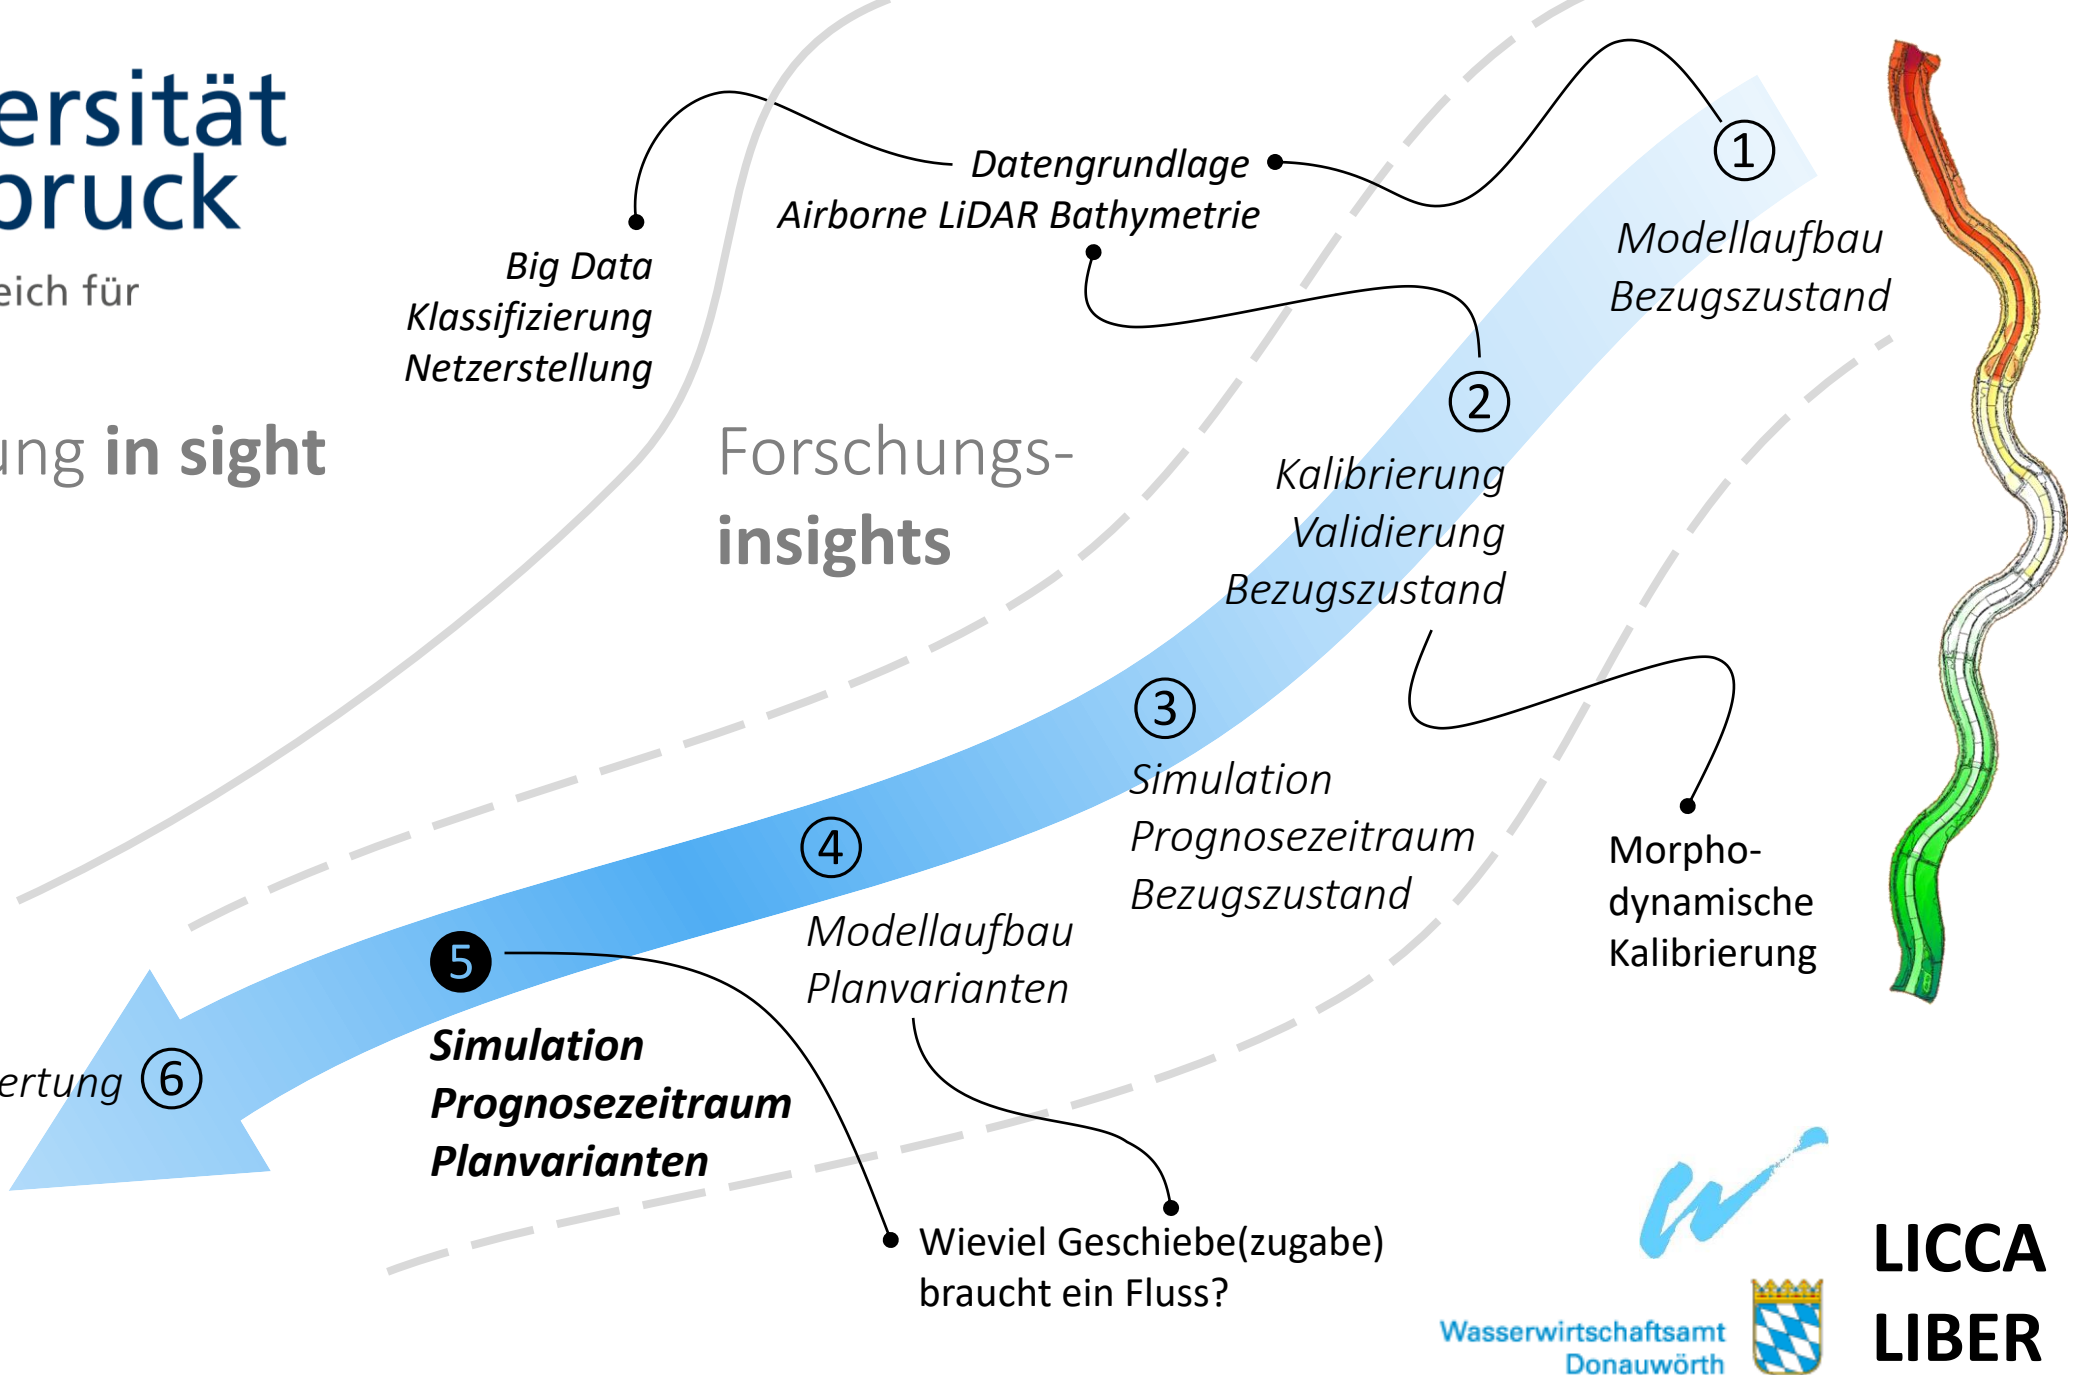 ersität
bruck
eich für
ung in sight
Forschungs-
insights
Datengrundlage
Airborne LiDAR Bathymetrie
Big Data
Klassifizierung
Netzerstellung
1
Modellaufbau
Bezugszustand
2
Kalibrierung
Validierung
Bezugszustand
3
Simulation
Prognosezeitraum
Bezugszustand
Morpho-
dynamische
Kalibrierung
4
Modellaufbau
Planvarianten
5
Simulation
Prognosezeitraum
Planvarianten
ertung 6
Wieviel Geschiebe(zugabe)
braucht ein Fluss?
Wasserwirtschaftsamt
Donauwörth
LICCA
LIBER